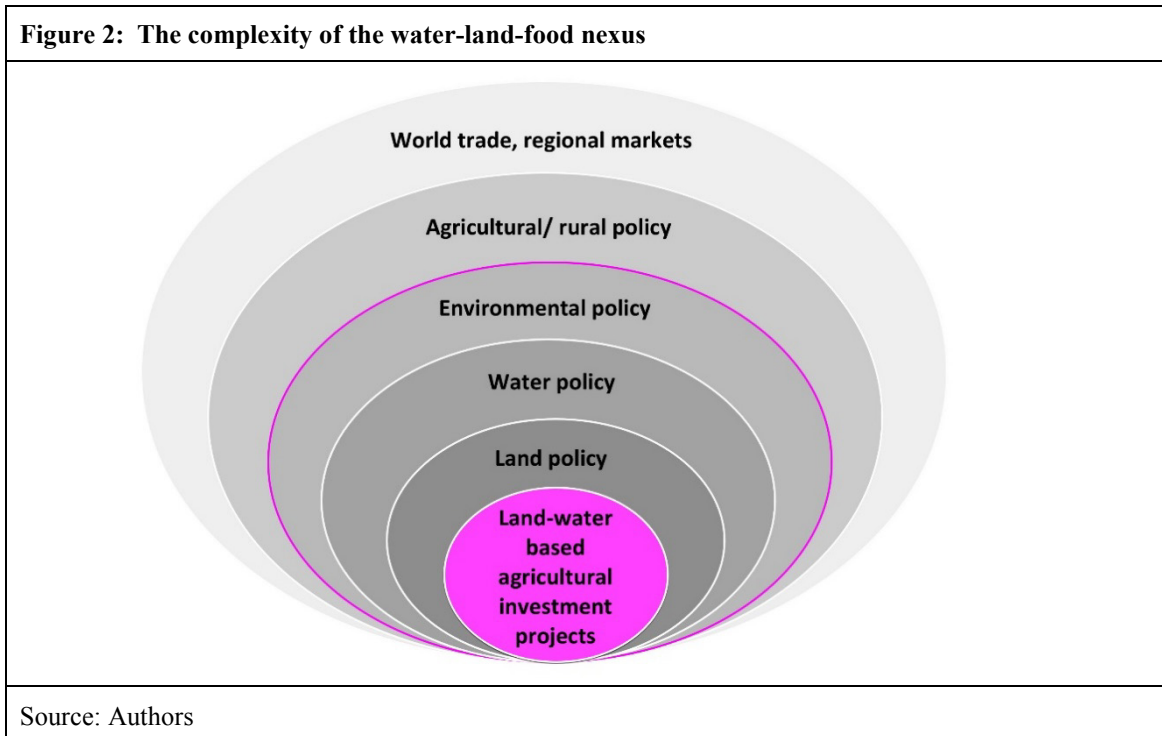 Figure 2:  The complexity of the water-land-food nexus
World trade, regional markets
Agricultural/ rural policy
Environmental policy
Water policy
Land policy
Land-water
based
agricultural
investment
projects
Source: Authors